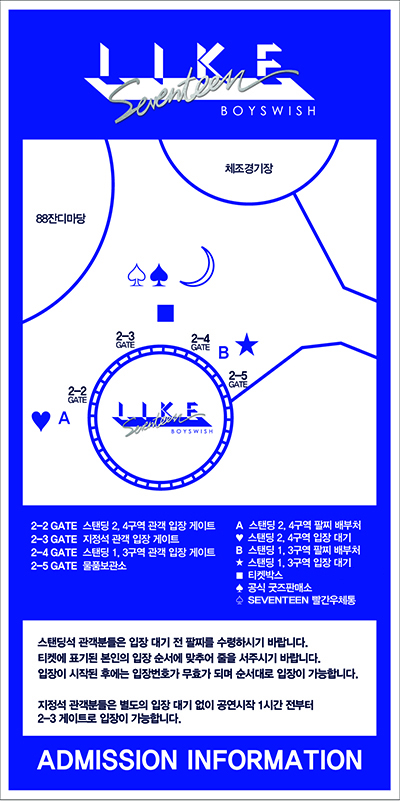 LIKE
Seventeen
BOYSWISH
체조경기장
88잔디마당
2-3
GATE
2-4
GATE
B
2-5
GATE
2-2
GATE
A
LIKE
Seventeen
BOYSWISH
2-2 GATE 스탠딩 2, 4구역 관객 입장 게이트
2-3 GATE 지정석 관객 입장 게이트
2-4 GATE 스탠딩 1, 3구역 관객 입장 게이트
2-5 GATE 물품보관소
A 스탠딩 2, 4구역 팔찌 배부처
♥ 스탠딩 2, 4구역 입장 대기
B 스탠딩 1, 3구역 팔찌 배부처
★ 스탠딩 1, 3구역 입장 대기
■ 티켓박스
♠ 공식 굿즈판매소
♤ SEVENTEEN 빨간우체통
스탠딩석 관객분들은 입장 대기 전 팔찌를 수령하시기 바랍니다.
티켓에 표기된 본인의 입장 순서에 맞추어 줄을 서주시기 바랍니다.
입장이 시작된 후에는 입장번호가 무효가 되며 순서대로 입장이 가능합니다.
지정석 관객분들은 별도의 입장 대기 없이 공연시작 1시간 전부터
2-3 게이트로 입장이 가능합니다.
ADMISSION INFORMATION